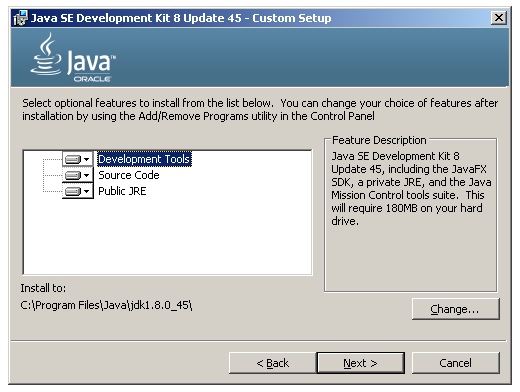 Java SE Development Kit 8 Update 45 - Custom Setup
Java™
ORACLE
Select optional features to install from the list below. You can change your choice of features after
installation by using the Add/Remove Programs utility in the Control Panel
Development Tools
Source Code
Public JRE
Feature Description
Java SE Development Kit 8
Update 45, including the JavaFX
SDK, a private JRE, and the Java
Mission Control tools suite. This
will require 180MB on your hard
drive.
Install to:
C:\Program Files\Java\jdk1.8.0_45\
Change...
< Back
Next >
Cancel